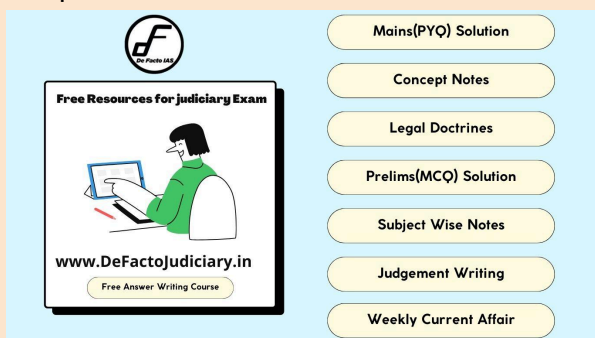 De Facto IAS
Free Resources for judiciary Exam
www.DeFactoJudiciary.in
Free Answer Writing Course
Mains(PYQ) Solution
Concept Notes
Legal Doctrines
Prelims(MCQ) Solution
Subject Wise Notes
Judgement Writing
Weekly Current Affair